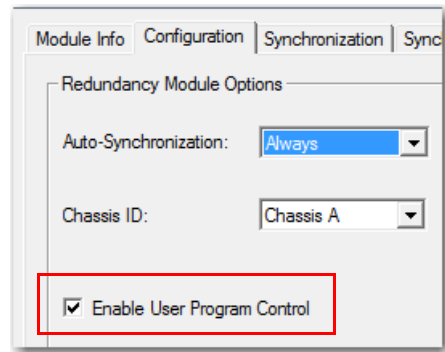 Module Info Configuration Synchronization
Redundancy Module Options
Auto-Synchronization: Always
Chassis ID: Chassis A
Enable User Program Control